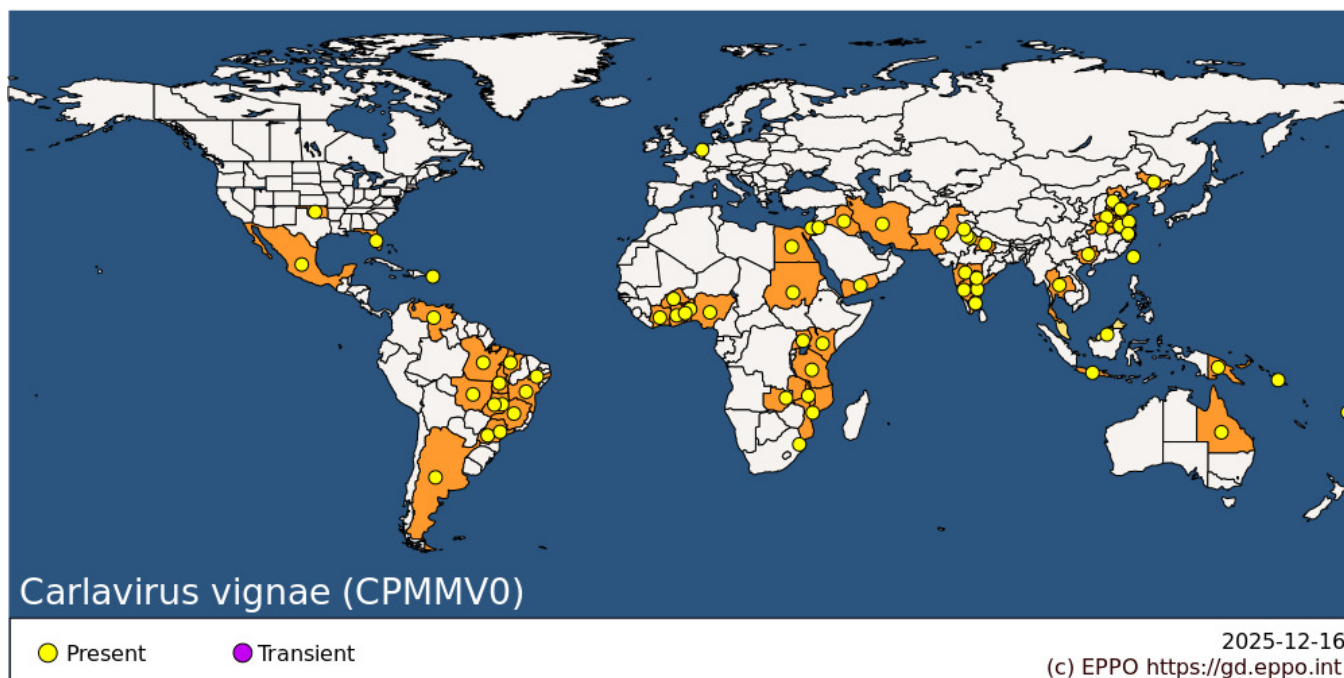 Carlavirus vignae (CPMMV0)
Present
Transient
2025-12-16
(c) EPPO https://gd.eppo.int